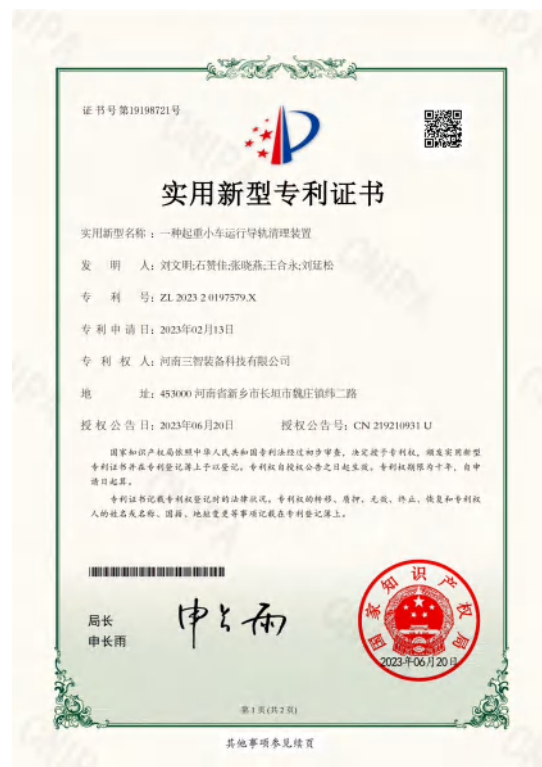 证书号第19198721号
实用新型专利证书
实用新型名称：一种起重小车运行导轨清理装置
发 明 人：刘文明;石赞佳;张晓燕;王合永;刘延松
专 利 号：ZL 2023 2 0197579.X
专利申请日：2023年02月13日
专 利 权 人：河南三智装备科技有限公司
地 址：453000 河南省新乡市长垣市魏庄镇纬二路
授权公告日：2023年06月20日 授权公告号：CN 219210931 U
国家知识产权局依照中华人民共和国专利法经过初步审查，决定授予专利权，颁发实用新型
专利证书并在专利登记簿上予以登记。专利权自授权公告之日起生效。专利权期限为十年，自申
请日起算。
专利证书记载专利权登记时的法律状况。专利权的转移、质押、无效、终止、恢复和专利权
人的姓名或名称、国籍、地址变更等事项记载在专利登记簿上。
局长
申长雨
申长雨
国家知识产权局
2023年06月20日
第1页(共2页)
其他事项参见续页
CNIPA